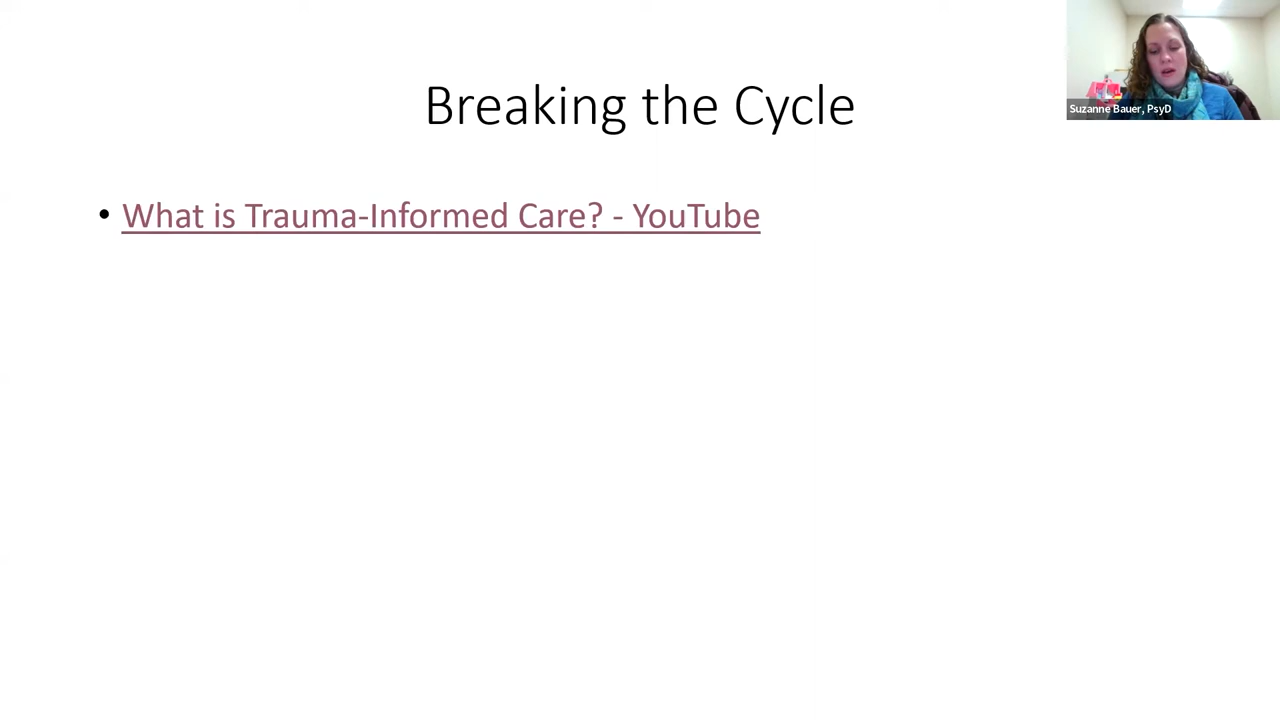 Breaking the Cycle
Suzanne Bauer, PsyD
• What is Trauma-Informed Care? - YouTube